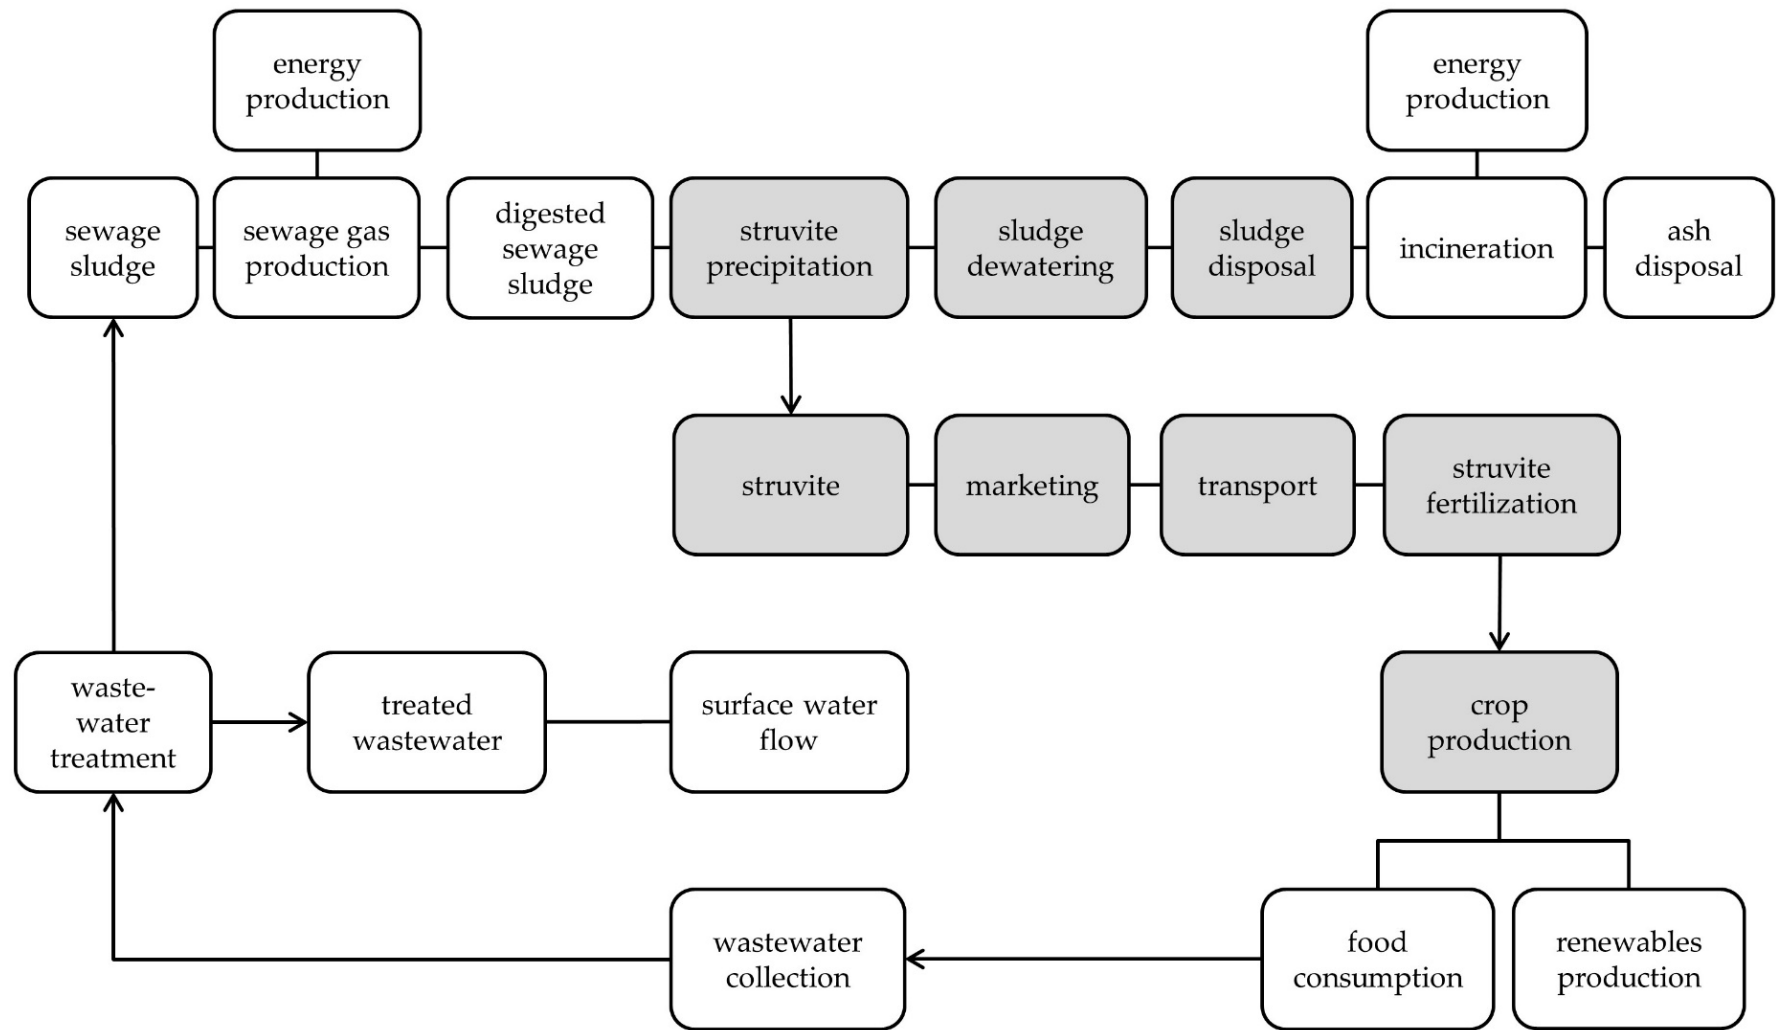 energy
production
energy
production
sewage
sludge
sewage gas
production
digested
sewage
sludge
struvite
precipitation
sludge
dewatering
sludge
disposal
incineration
ash
disposal
struvite
marketing
transport
struvite
fertilization
waste-
water
treatment
treated
wastewater
surface water
flow
crop
production
wastewater
collection
food
consumption
renewables
production